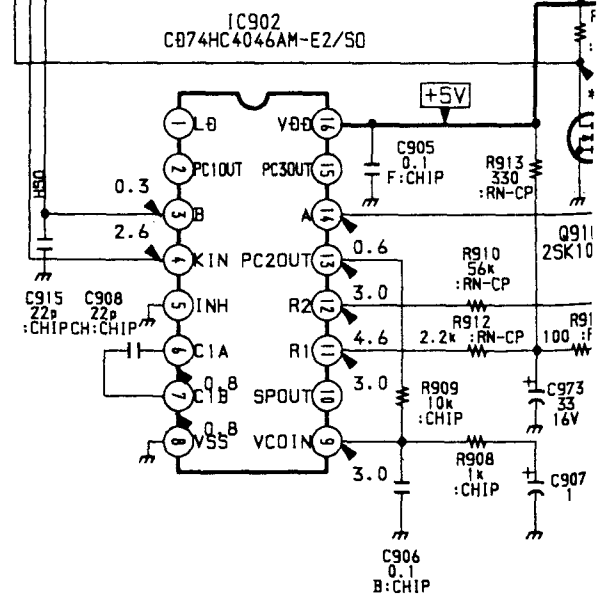 IC902
CD74HC4046AM-E2/SO
+5V
1 LD
VDD 16
2 PC1OUT
PC3OUT 15
0.3
3 B
A 14
2.6
4 KIN
PC2OUT 13
0.6
5 INH
R2 12
3.0
6 C1A
R1 11
4.6
0.8
7 C1B
SPOUT 10
3.0
0.8
8 VSS
VCOIN 9
3.0
C905
0.1
F:CHIP
R913
330
:RN-CP
2SK10
C915
22p
:CHIP
C908
22p
CH:CHIP
R910
56k
:RN-CP
R912
2.2k :RN-CP
100
R909
10k
:CHIP
C973
33
16V
R908
1k
:CHIP
C907
1
C906
0.1
B:CHIP